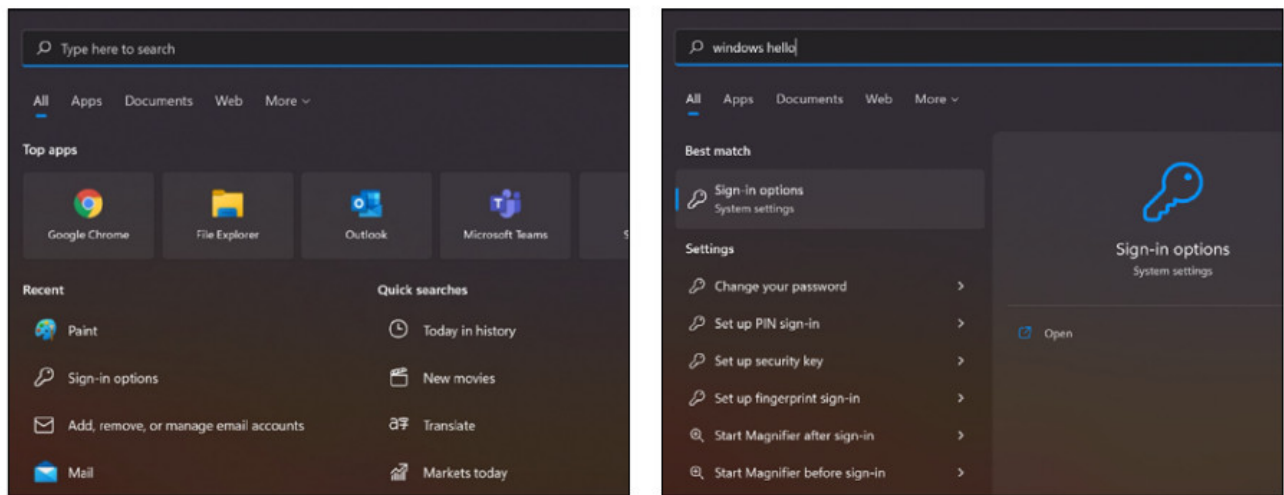 Type here to search
All Apps Documents Web More
Top apps
Google Chrome File Explorer Outlook Microsoft Teams S
Recent
Paint
Sign-in options
Add, remove, or manage email accounts
Mail
Quick searches
Today in history
New movies
Translate
Markets today
windows hello
All Apps Documents Web More
Best match
Sign-in options
System settings
Settings
Change your password
Set up PIN sign-in
Set up security key
Set up fingerprint sign-in
Start Magnifier after sign-in
Start Magnifier before sign-in
Sign-in options
System settings
Open